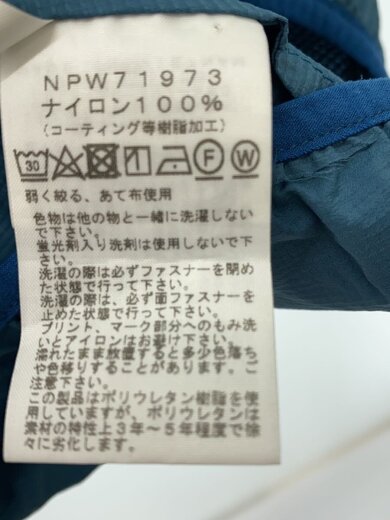 NPW71973
ナイロン100%
(コーティング等樹脂加工)
30 F W
弱く絞る、あて布使用
色物は他の物と一緒に洗濯しない
で下さい。
蛍光剤入り洗剤は使用しないで下
さい。
洗濯の際は必ずファスナーを閉め
た状態で行って下さい。
洗濯の際は、必ず面ファスナーを
止めた状態で行って下さい。
プリント、マーク部分へのもみ洗
いとアイロンはお避け下さい。
濡れたまま放置すると多少色落ち
や色移りすることがあります。ご
注意下さい。
この製品はポリウレタン樹脂を使
用していますが、ポリウレタンは
素材の特性上3年～5年程度で徐
々に劣化します。